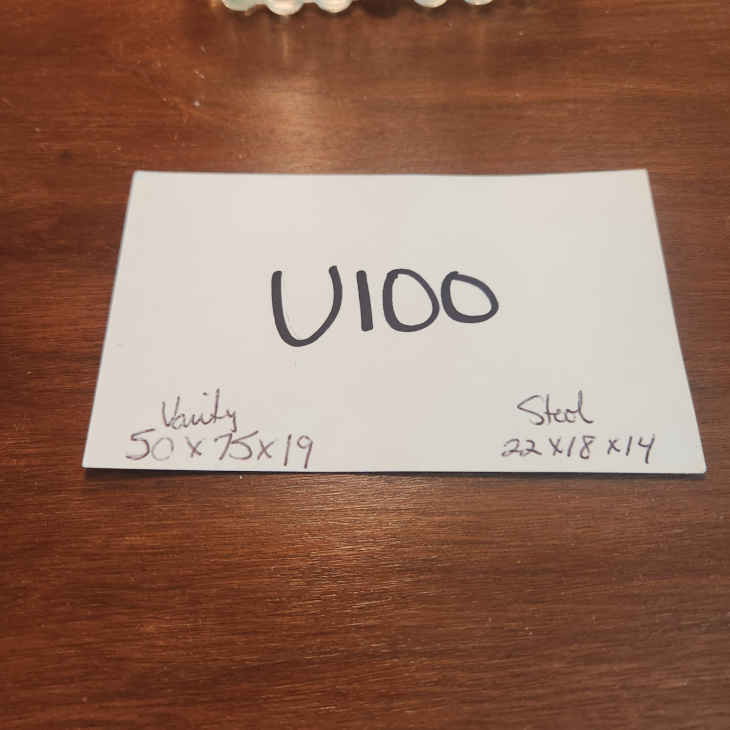 U100
Vanity
50 x 75 x 19
Stool
22 x 18 x 14